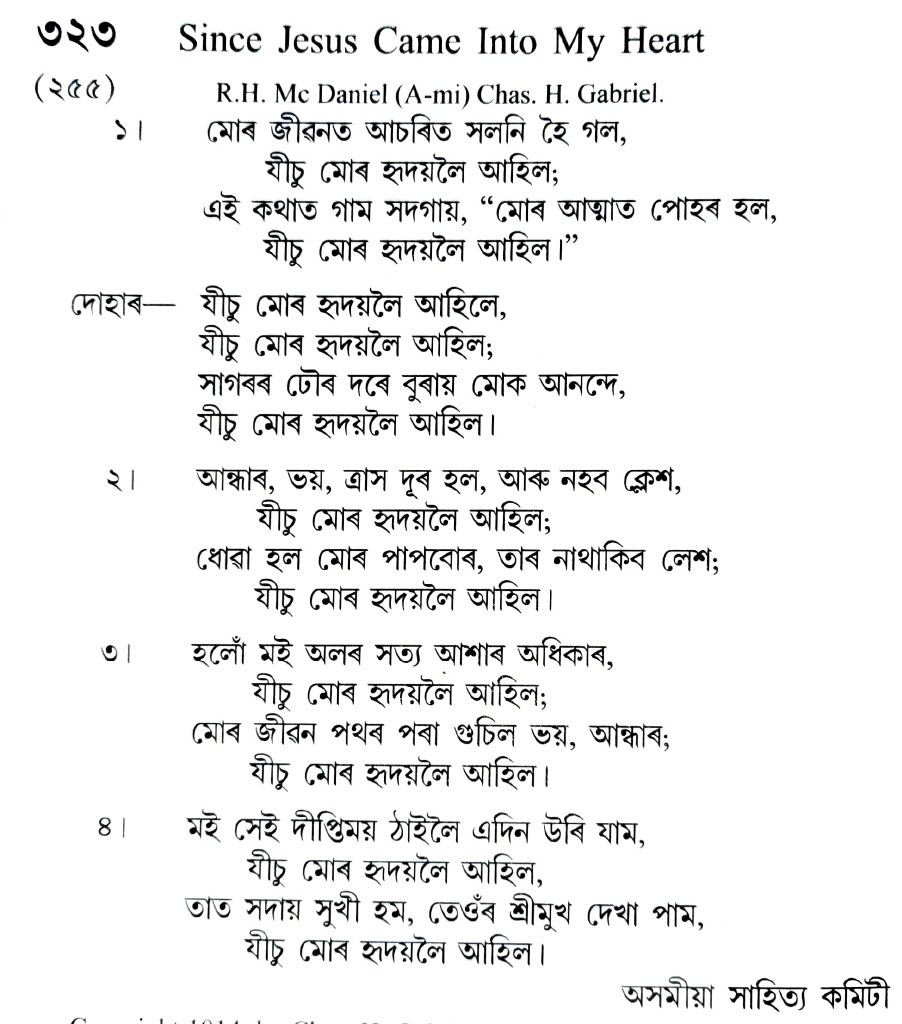 ৩২৩ Since Jesus Came Into My Heart
(২৫৫) R.H. Mc Daniel (A-mi) Chas. H. Gabriel.
১। মোৰ জীৱনত আচৰিত সলনি হৈ গল,
যীচু মোৰ হৃদয়লৈ আহিল;
এই কথাত গাম সদগায়, “মোৰ আত্মাত পোহৰ হল,
যীচু মোৰ হৃদয়লৈ আহিল।”
দোহাৰ— যীচু মোৰ হৃদয়লৈ আহিলে,
যীচু মোৰ হৃদয়লৈ আহিল;
সাগৰৰ ঢৌৰ দৰে বুৰায় মোক আনন্দে,
যীচু মোৰ হৃদয়লৈ আহিল।
২। আন্ধাৰ, ভয়, ত্ৰাস দূৰ হল, আৰু নহব ক্লেশ,
যীচু মোৰ হৃদয়লৈ আহিল;
ধোৱা হল মোৰ পাপবোৰ, তাৰ নাথাকিব লেশ;
যীচু মোৰ হৃদয়লৈ আহিল।
৩। হলোঁ মই অলৰ সত্য আশাৰ অধিকাৰ,
যীচু মোৰ হৃদয়লৈ আহিল;
মোৰ জীৱন পথৰ পৰা গুচিল ভয়, আন্ধাৰ;
যীচু মোৰ হৃদয়লৈ আহিল।
৪। মই সেই দীপ্তিময় ঠাইলৈ এদিন উৰি যাম,
যীচু মোৰ হৃদয়লৈ আহিল,
তাত সদায় সুখী হম, তেওঁৰ শ্ৰীমুখ দেখা পাম,
যীচু মোৰ হৃদয়লৈ আহিল।
অসমীয়া সাহিত্য কমিটী